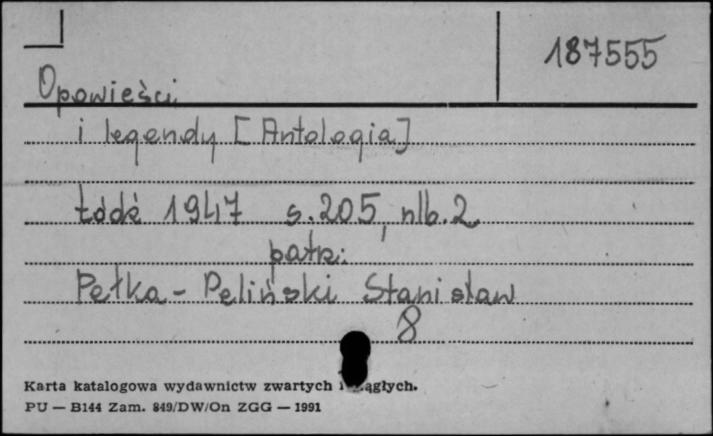 187555
Opowieści
i legendy [Antologia]
Łódź 1947 s. 205, nlb. 2
patrz:
Pełka-Peliński Stanisław
8
Karta katalogowa wydawnictw zwartych i ciągłych.
PU — B144 Zam. 849/DW/On ZGG — 1991